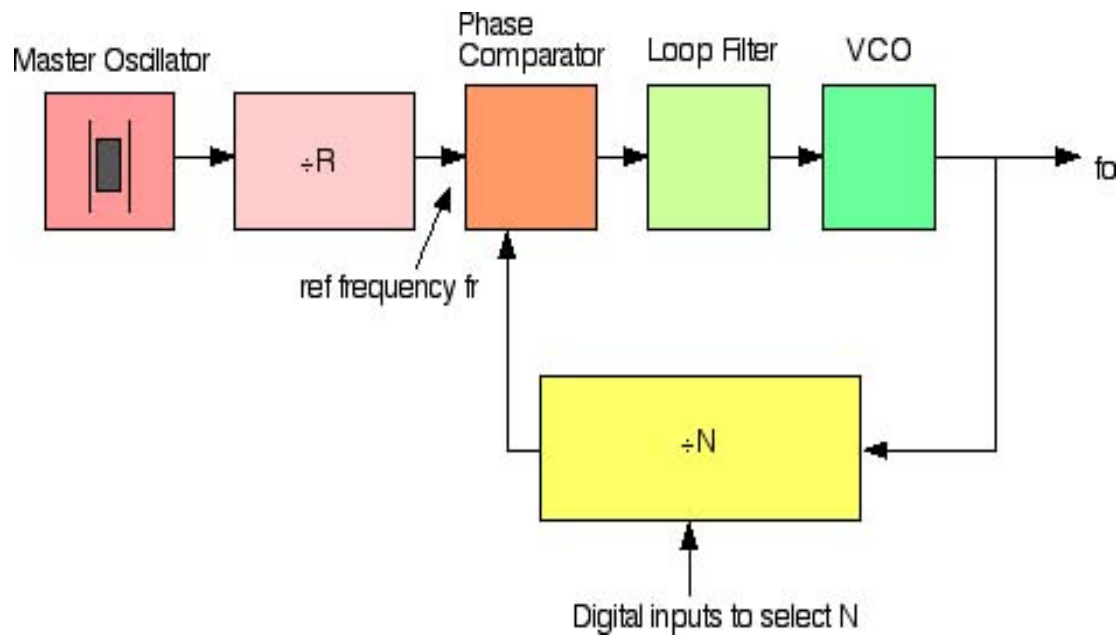 Master Oscillator
Phase
Comparator
Loop Filter
VCO
÷R
fo
ref frequency fr
÷N
Digital inputs to select N